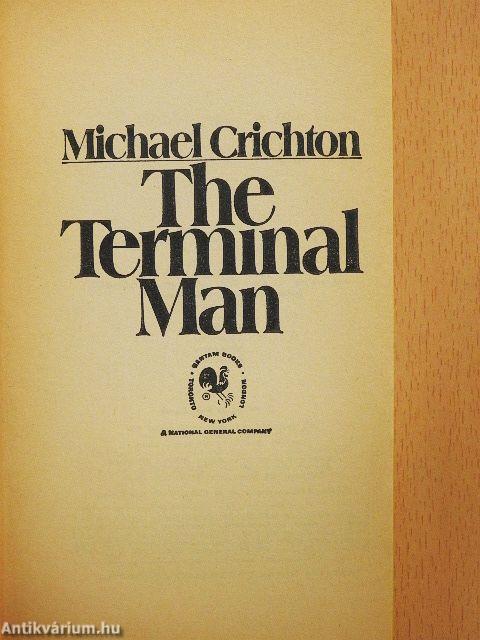 Michael Crichton
The
Terminal
Man
BANTAM BOOKS
TORONTO • NEW YORK • LONDON
®
A NATIONAL GENERAL COMPANY
Antikvárium.hu